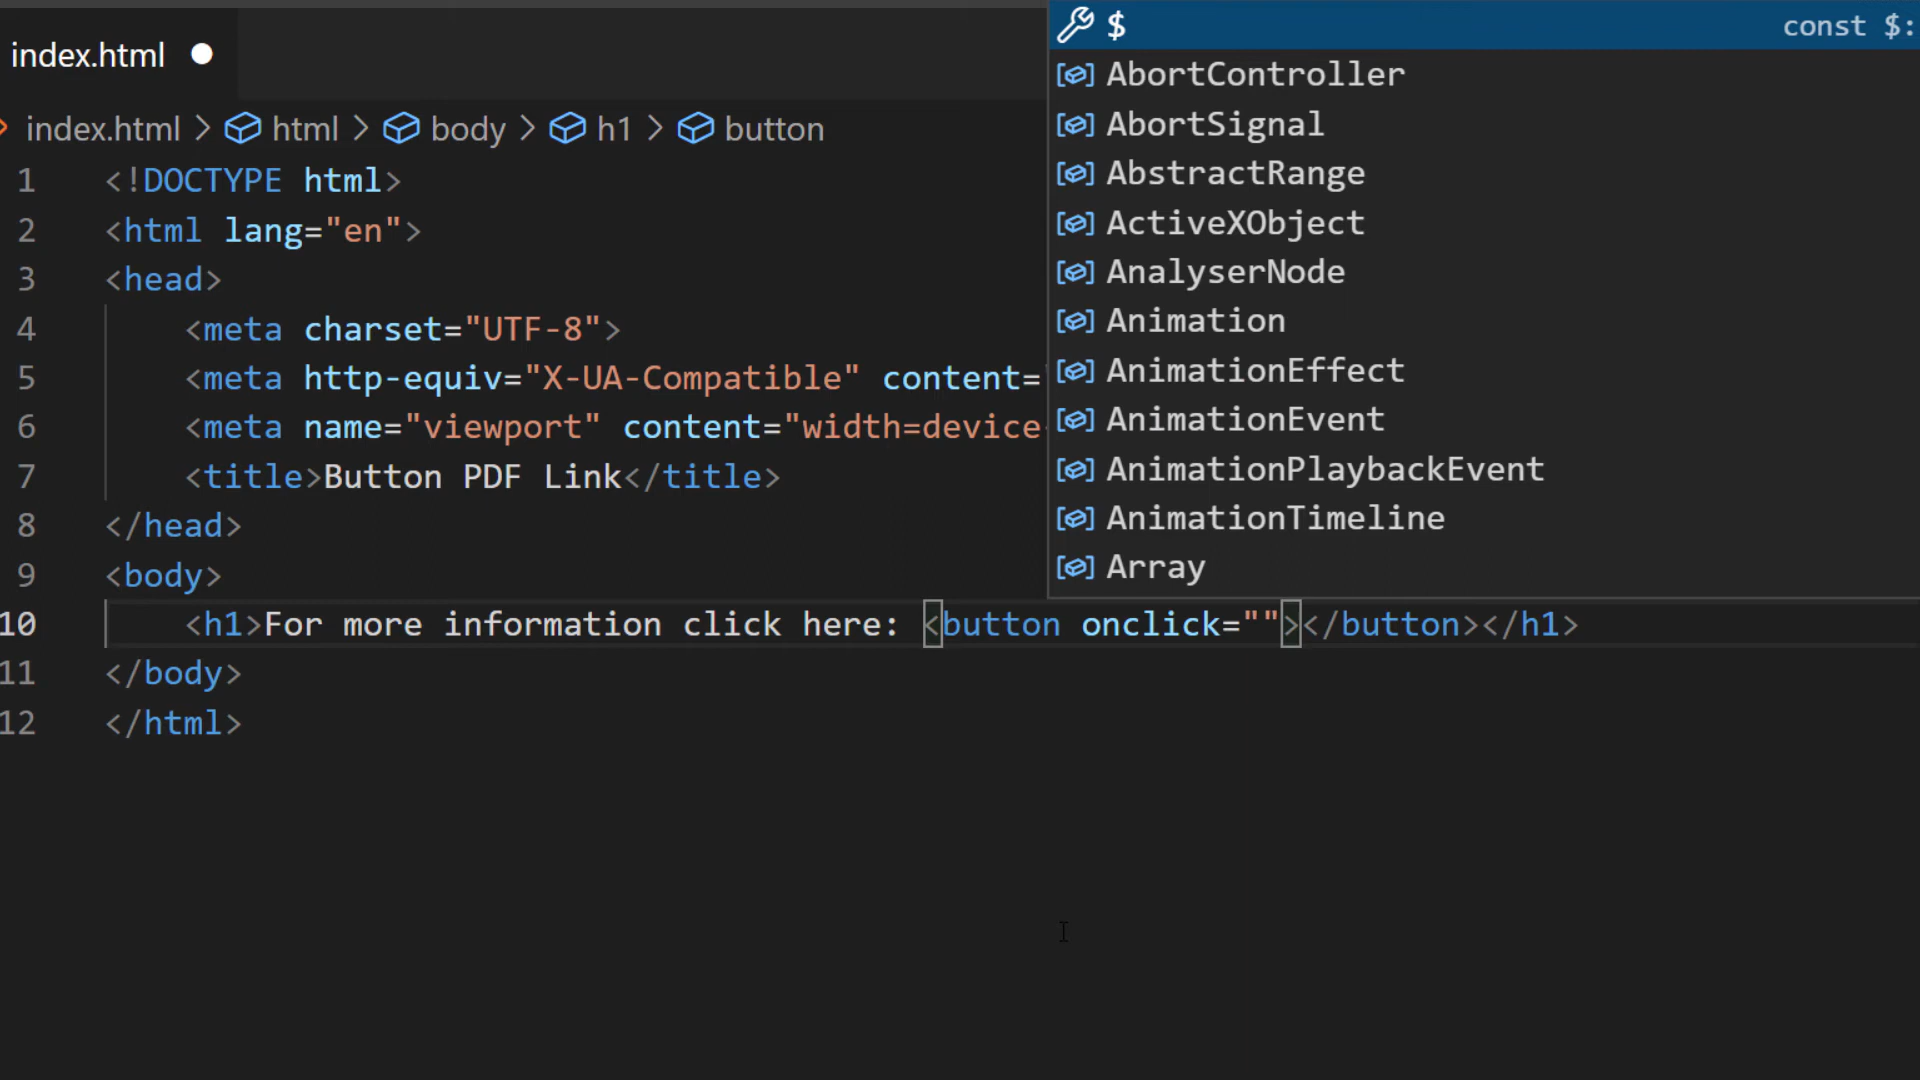 index.html
index.html > html > body > h1 > button
1 <!DOCTYPE html>
2 <html lang="en">
3 <head>
4 <meta charset="UTF-8">
5 <meta http-equiv="X-UA-Compatible" content=
6 <meta name="viewport" content="width=device-
7 <title>Button PDF Link</title>
8 </head>
9 <body>
10 <h1>For more information click here: <button onclick=""></button></h1>
11 </body>
12 </html>
$ const $:
AbortController
AbortSignal
AbstractRange
ActiveXObject
AnalyserNode
Animation
AnimationEffect
AnimationEvent
AnimationPlaybackEvent
AnimationTimeline
Array